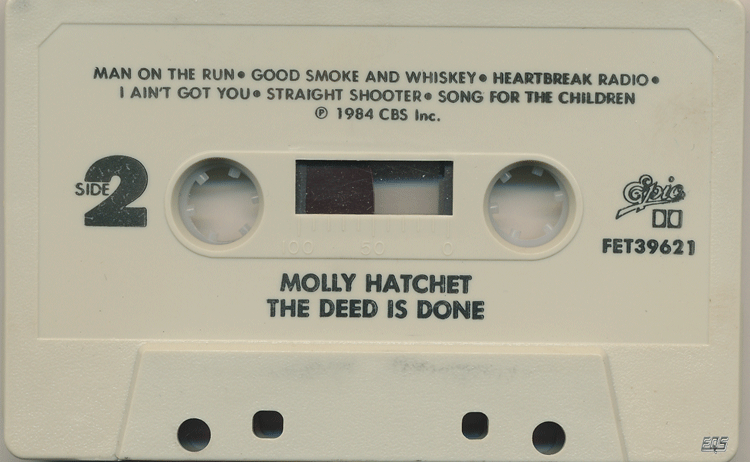 MAN ON THE RUN • GOOD SMOKE AND WHISKEY • HEARTBREAK RADIO •
I AIN'T GOT YOU • STRAIGHT SHOOTER • SONG FOR THE CHILDREN
℗ 1984 CBS Inc.
SIDE 2
Epic
100 50 0
FET39621
MOLLY HATCHET
THE DEED IS DONE